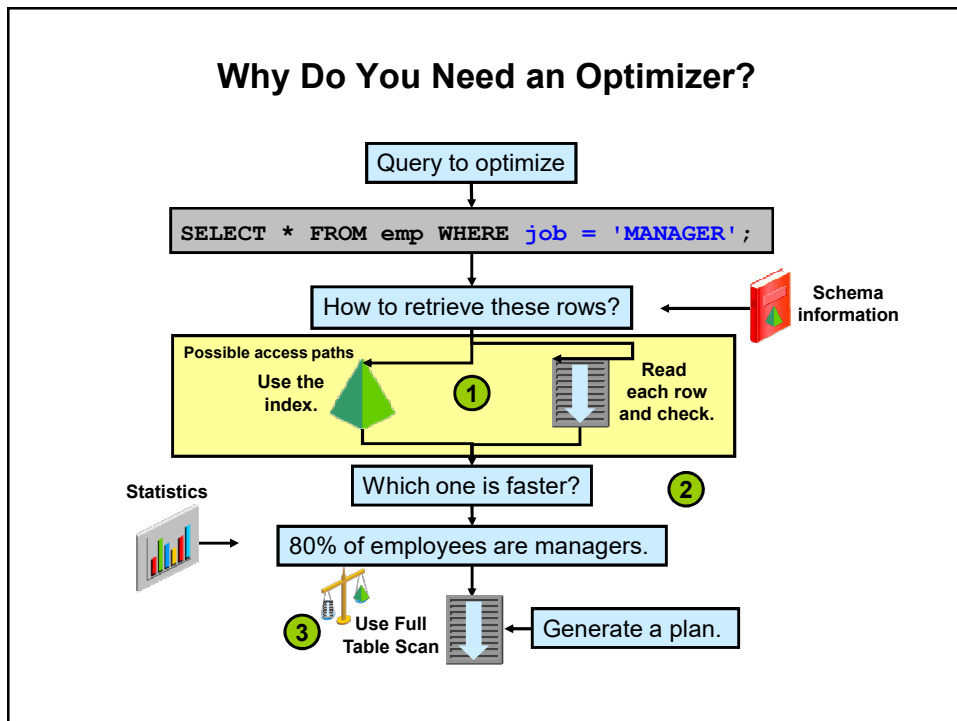 Why Do You Need an Optimizer?
Query to optimize
SELECT * FROM emp WHERE job = 'MANAGER';
How to retrieve these rows?
Schema
information
Possible access paths
Use the
index.
1
Read
each row
and check.
Which one is faster?
2
Statistics
80% of employees are managers.
3
Use Full
Table Scan
Generate a plan.